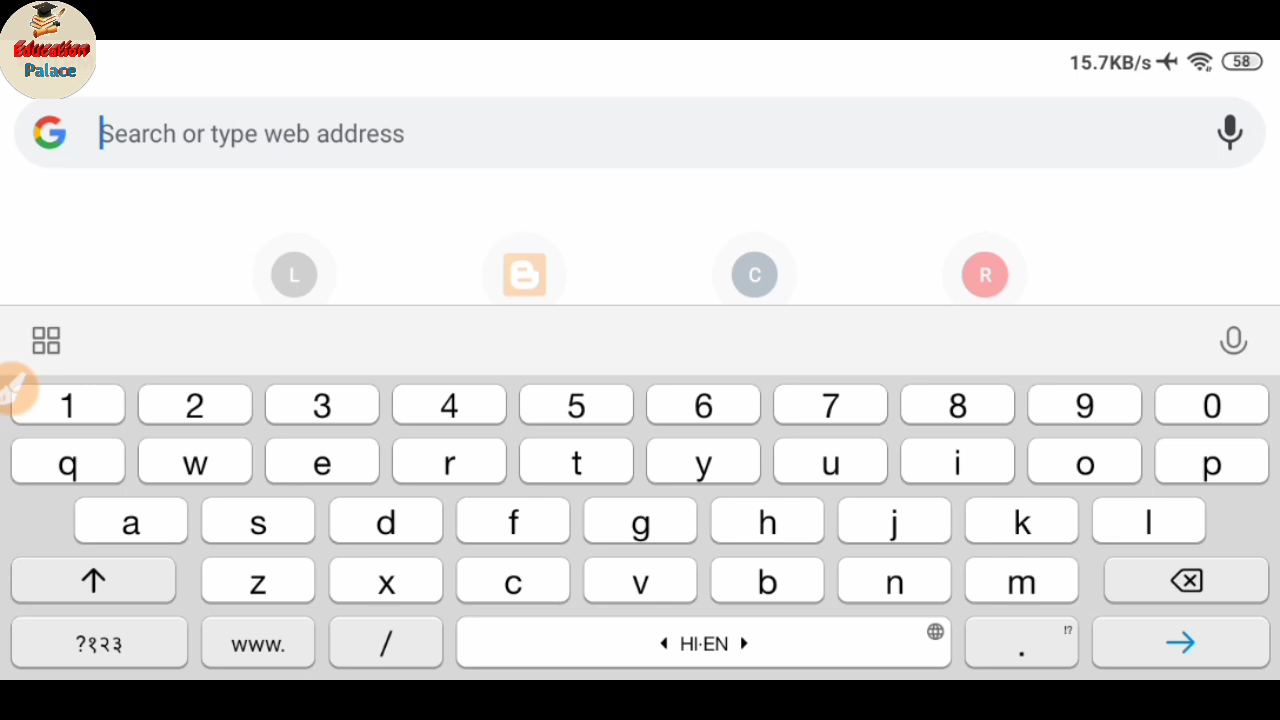 Education
Palace
15.7KB/s 58
Search or type web address
L C R
1 2 3 4 5 6 7 8 9 0
q w e r t y u i o p
a s d f g h j k l
z x c v b n m
?१२३ www. / HI·EN . !?